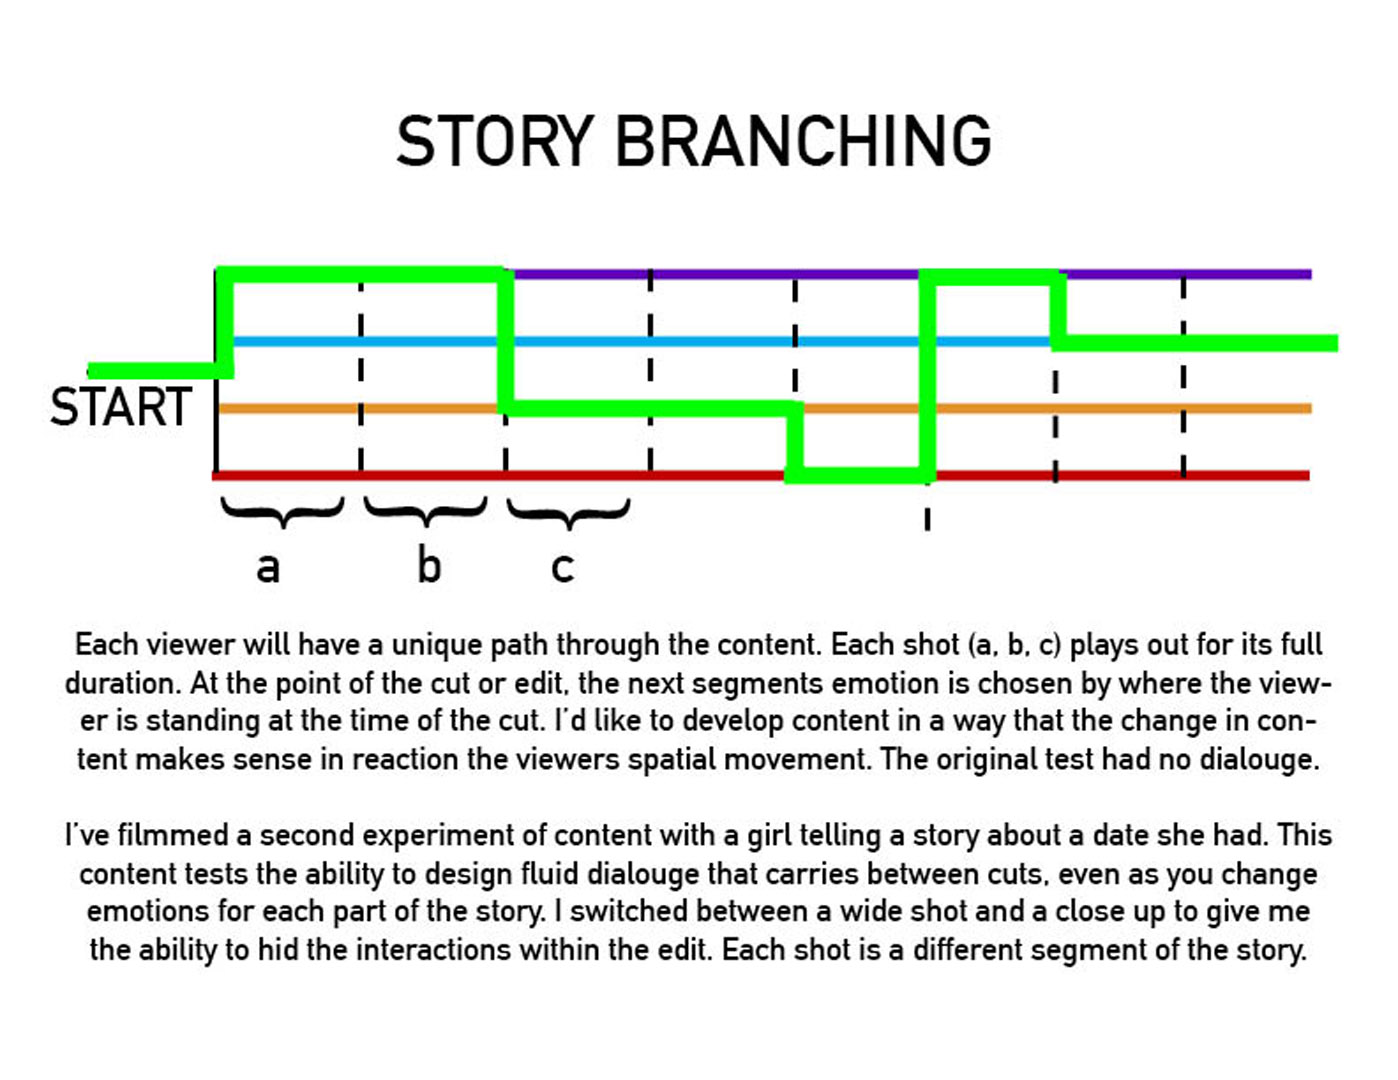 STORY BRANCHING
START
a
b
c
Each viewer will have a unique path through the content. Each shot (a, b, c) plays out for its full
duration. At the point of the cut or edit, the next segments emotion is chosen by where the view-
er is standing at the time of the cut. I'd like to develop content in a way that the change in con-
tent makes sense in reaction the viewers spatial movement. The original test had no dialouge.
I've filmmed a second experiment of content with a girl telling a story about a date she had. This
content tests the ability to design fluid dialouge that carries between cuts, even as you change
emotions for each part of the story. I switched between a wide shot and a close up to give me
the ability to hid the interactions within the edit. Each shot is a different segment of the story.